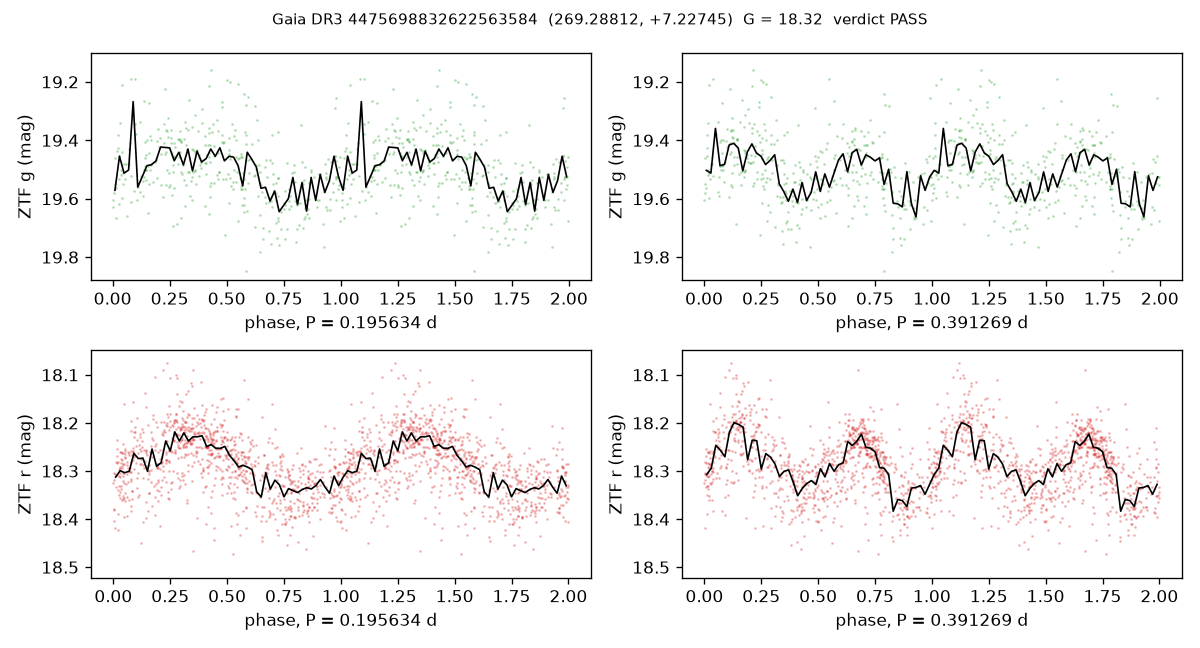 Gaia DR3 4475698832622563584 (269.28812, +7.22745) G = 18.32 verdict PASS
ZTF g (mag)
19.2
19.4
19.6
19.8
0.00 0.25 0.50 0.75 1.00 1.25 1.50 1.75 2.00
phase, P = 0.195634 d
ZTF g (mag)
19.2
19.4
19.6
19.8
0.00 0.25 0.50 0.75 1.00 1.25 1.50 1.75 2.00
phase, P = 0.391269 d
ZTF r (mag)
18.1
18.2
18.3
18.4
18.5
0.00 0.25 0.50 0.75 1.00 1.25 1.50 1.75 2.00
phase, P = 0.195634 d
ZTF r (mag)
18.1
18.2
18.3
18.4
18.5
0.00 0.25 0.50 0.75 1.00 1.25 1.50 1.75 2.00
phase, P = 0.391269 d